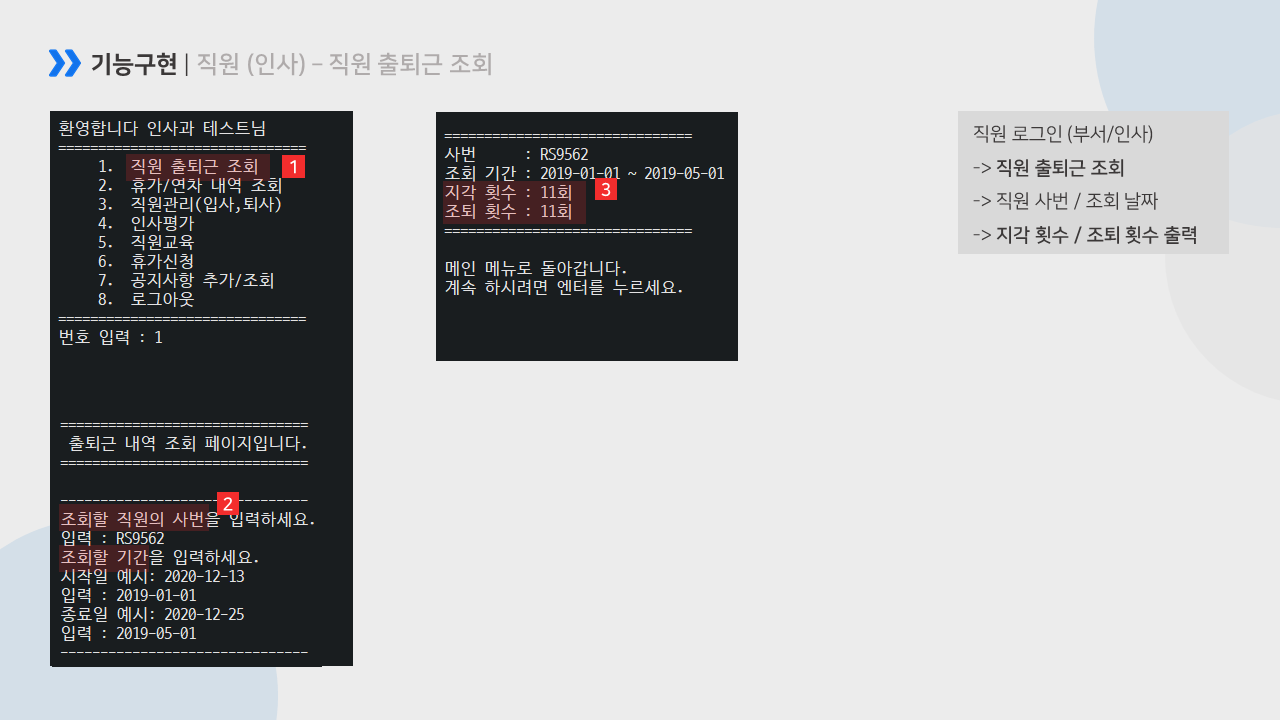 기능구현 | 직원 (인사) – 직원 출퇴근 조회
환영합니다 인사과 테스트님
===============================
1. 직원 출퇴근 조회 1
2. 휴가/연차 내역 조회
3. 직원관리(입사,퇴사)
4. 인사평가
5. 직원교육
6. 휴가신청
7. 공지사항 추가/조회
8. 로그아웃
===============================
번호 입력 : 1
===============================
출퇴근 내역 조회 페이지입니다.
===============================
-------------------------------
2
조회할 직원의 사번을 입력하세요.
입력 : RS9562
조회할 기간을 입력하세요.
시작일 예시: 2020-12-13
입력 : 2019-01-01
종료일 예시: 2020-12-25
입력 : 2019-05-01
-------------------------------
===============================
사번 : RS9562
조회 기간 : 2019-01-01 ~ 2019-05-01
지각 횟수 : 11회 3
조퇴 횟수 : 11회
===============================
메인 메뉴로 돌아갑니다.
계속 하시려면 엔터를 누르세요.
직원 로그인 (부서/인사)
-> 직원 출퇴근 조회
-> 직원 사번 / 조회 날짜
-> 지각 횟수 / 조퇴 횟수 출력